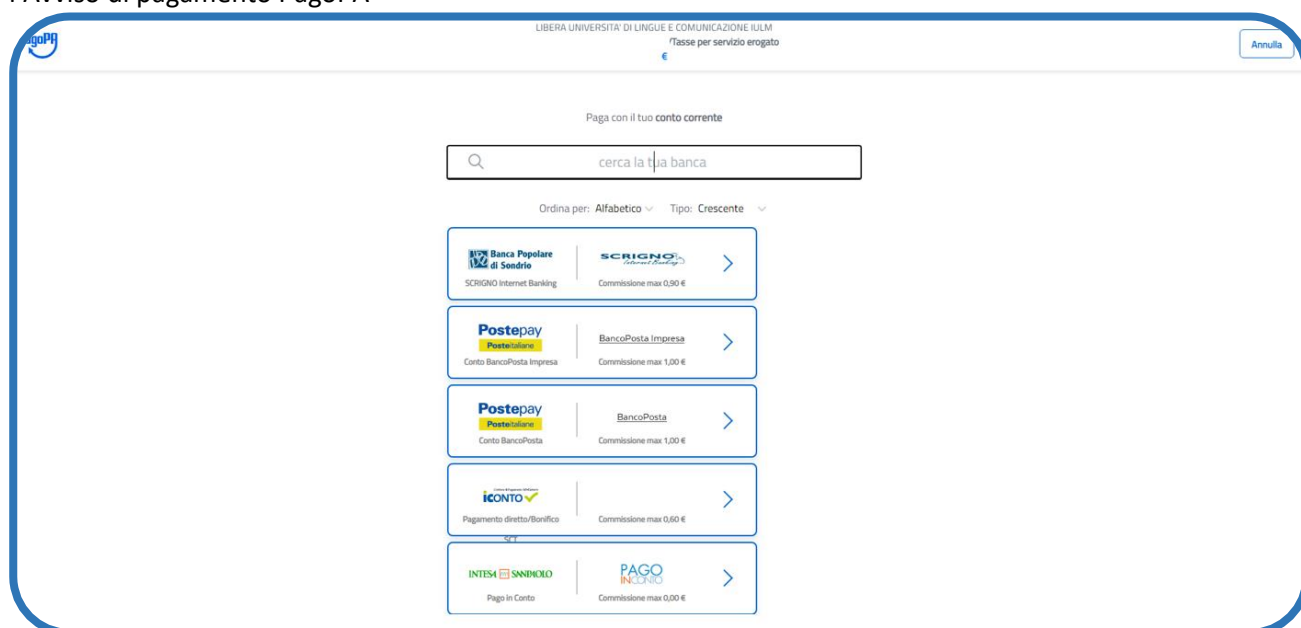 l'Avviso di pagamento PagoPA
LIBERA UNIVERSITA' DI LINGUE E COMUNICAZIONE IULM
/Tasse per servizio erogato
€
Annulla
Paga con il tuo conto corrente
cerca la tua banca
Ordina per: Alfabetico Tipo: Crescente
Banca Popolare
di Sondrio
SCRIGNO
Internet Banking
SCRIGNO Internet Banking
Commissione max 0,90 €
Postepay
Posteitaliane
BancoPosta Impresa
Conto BancoPosta Impresa
Commissione max 1,00 €
Postepay
Posteitaliane
BancoPosta
Conto BancoPosta
Commissione max 1,00 €
iCONTO
Pagamento diretto/Bonifico
SCT
Commissione max 0,60 €
INTESA SANPAOLO
PAGO
INCONTO
Pago in Conto
Commissione max 0,00 €